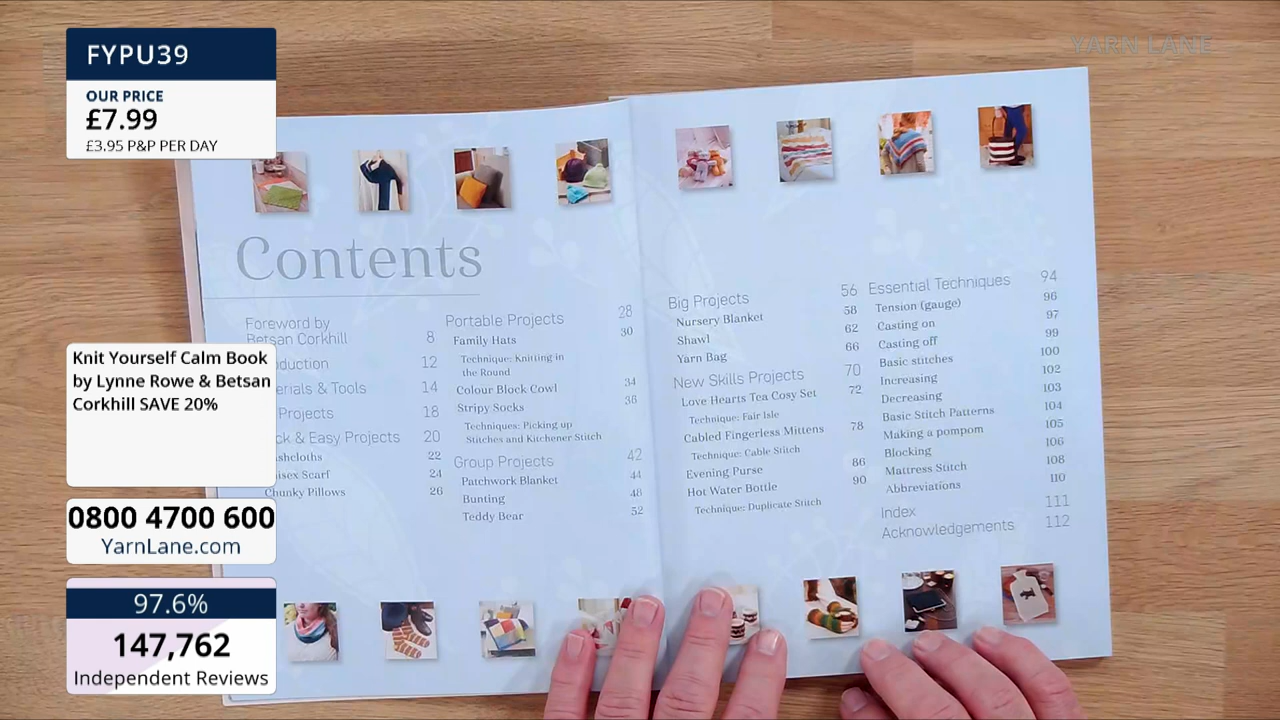 FYPU39
OUR PRICE
£7.99
£3.95 P&P PER DAY
Knit Yourself Calm Book
by Lynne Rowe & Betsan
Corkhill SAVE 20%
0800 4700 600
YarnLane.com
97.6%
147,762
Independent Reviews
YARN LANE
Contents
Foreword by
Betsan Corkhill 8
12
& Tools 14
Projects 18
& Easy Projects 20
22
Scarf 24
Chunky Pillows 26
Portable Projects 28
Family Hats 30
Technique: Knitting in
the Round
Colour Block Cowl 34
Stripy Socks 38
Techniques: Picking up
Stitches and Kitchener Stitch
Group Projects 42
Patchwork Blanket 44
Bunting 48
Teddy Bear 52
Big Projects 56
Nursery Blanket 58
Shawl 62
Yarn Bag 66
New Skills Projects 70
Love Hearts Tea Cosy Set 72
Technique: Fair Isle
Cabled Fingerless Mittens 78
Technique: Cable Stitch
Evening Purse 86
Hot Water Bottle 90
Technique: Duplicate Stitch
Essential Techniques 94
Tension (gauge) 96
Casting on 97
Casting off 99
Basic stitches 100
Increasing 102
Decreasing 103
Basic Stitch Patterns 104
Making a pompom 105
Blocking 106
Mattress Stitch 108
Abbreviations 110
Index 111
Acknowledgements 112